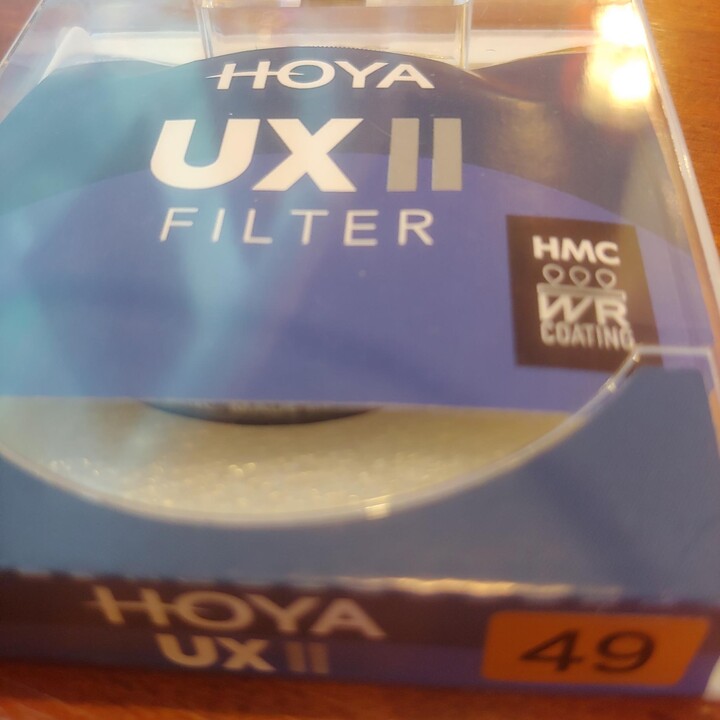 HOYA
UX II
FILTER
HMC
WR
COATING
HOYA
UX II
49